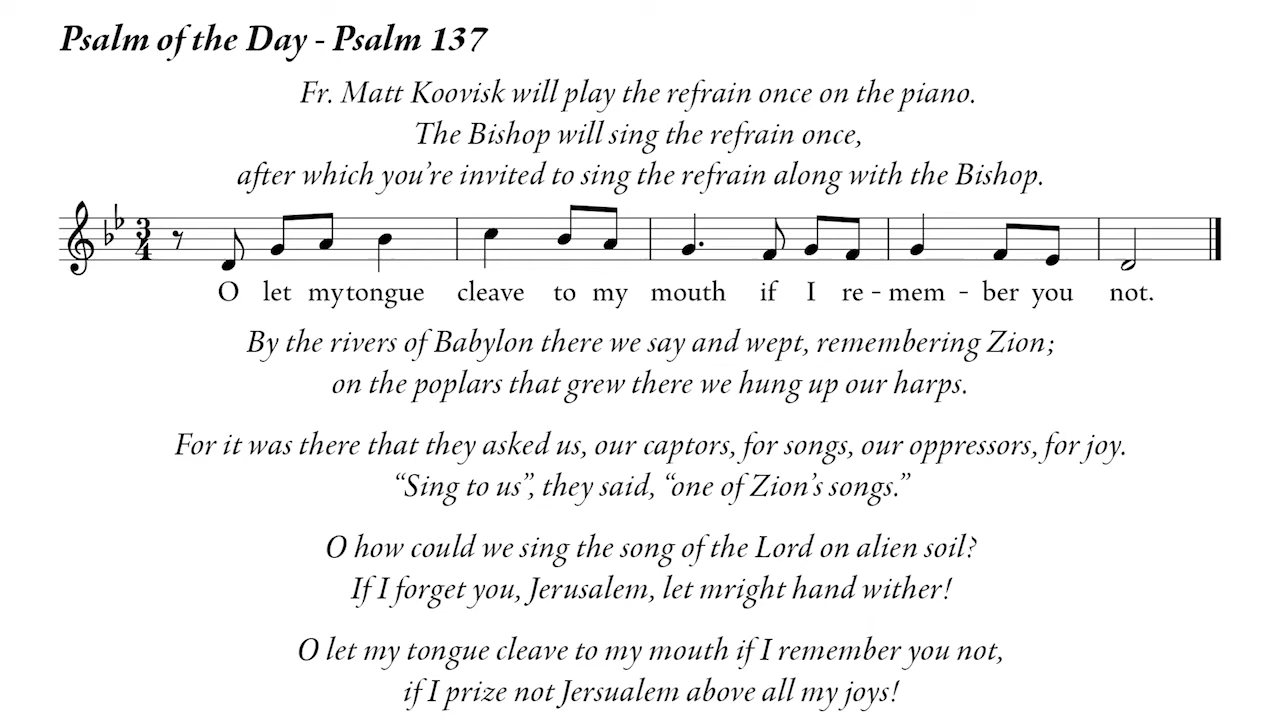 Psalm of the Day - Psalm 137
Fr. Matt Koovisk will play the refrain once on the piano.
The Bishop will sing the refrain once,
after which you’re invited to sing the refrain along with the Bishop.
3
4
O let my tongue cleave to my mouth if I re - mem - ber you not.
By the rivers of Babylon there we say and wept, remembering Zion;
on the poplars that grew there we hung up our harps.
For it was there that they asked us, our captors, for songs, our oppressors, for joy.
“Sing to us”, they said, “one of Zion’s songs.”
O how could we sing the song of the Lord on alien soil?
If I forget you, Jerusalem, let mright hand wither!
O let my tongue cleave to my mouth if I remember you not,
if I prize not Jersualem above all my joys!